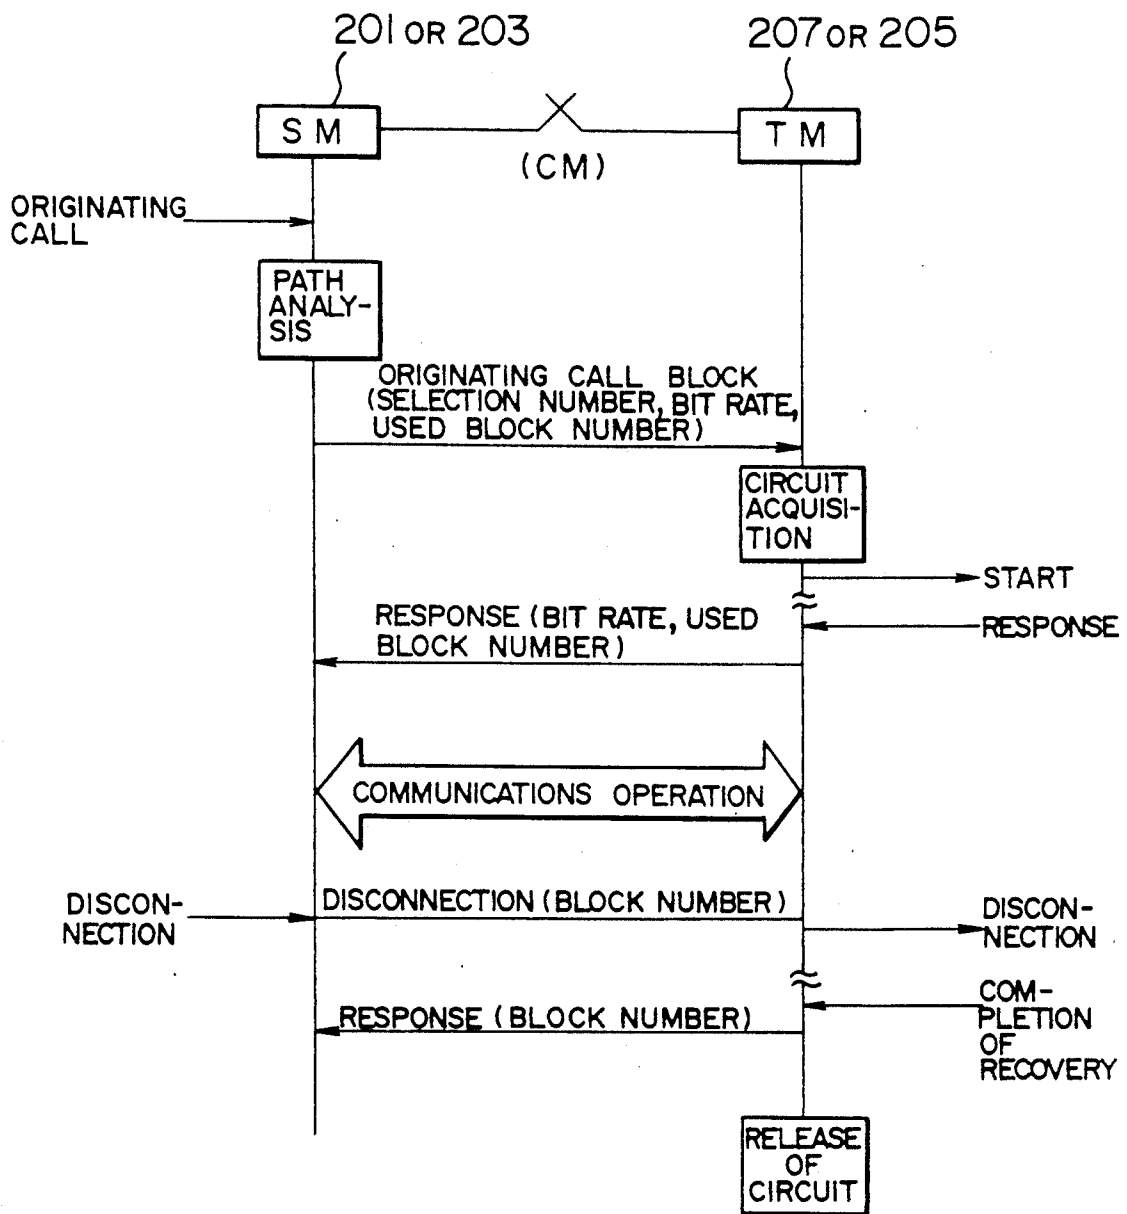 201 OR 203
207 OR 205
SM
TM
(CM)
ORIGINATING
CALL
PATH
ANALY-
SIS
ORIGINATING CALL BLOCK
(SELECTION NUMBER, BIT RATE,
USED BLOCK NUMBER)
CIRCUIT
ACQUISI-
TION
START
RESPONSE
RESPONSE (BIT RATE, USED
BLOCK NUMBER)
COMMUNICATIONS OPERATION
DISCON-
NECTION
DISCONNECTION (BLOCK NUMBER)
DISCON-
NECTION
COM-
PLETION
OF
RECOVERY
RESPONSE (BLOCK NUMBER)
RELEASE
OF
CIRCUIT